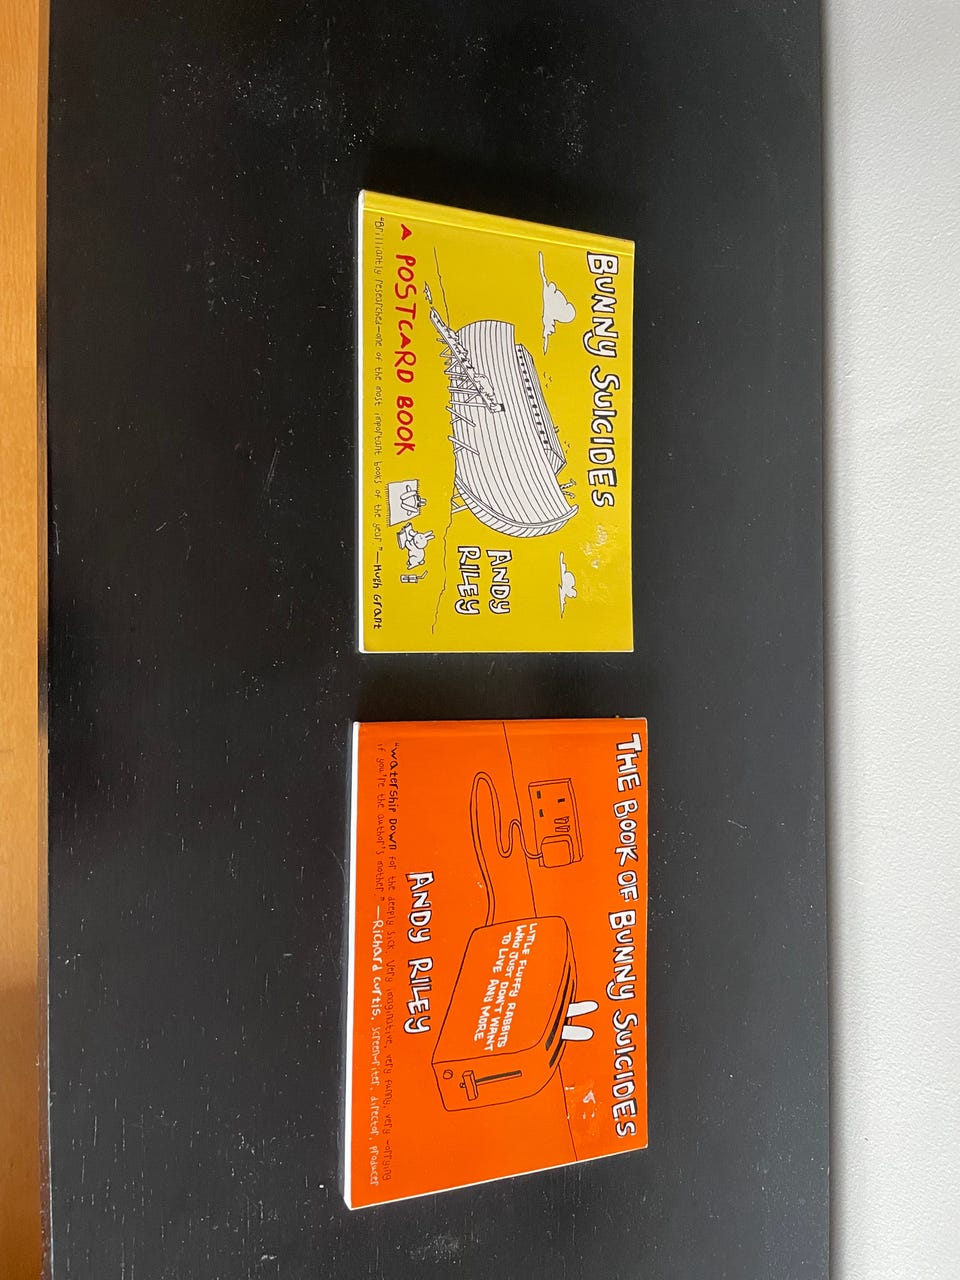 BUNNY SUICIDES
ANDY
RILEY
A POSTCARD BOOK
"Brilliantly researched—one of the most important books of the year."—Hugh Grant
THE BOOK OF BUNNY SUICIDES
LITTLE FLUFFY RABBITS
WHO JUST DON'T WANT
TO LIVE ANY MORE
ANDY RILEY
"Watership Down for the deeply sick. Very imaginative, very funny, very worrying
if you're the author's mother." —Richard Curtis, screenwriter, director, producer